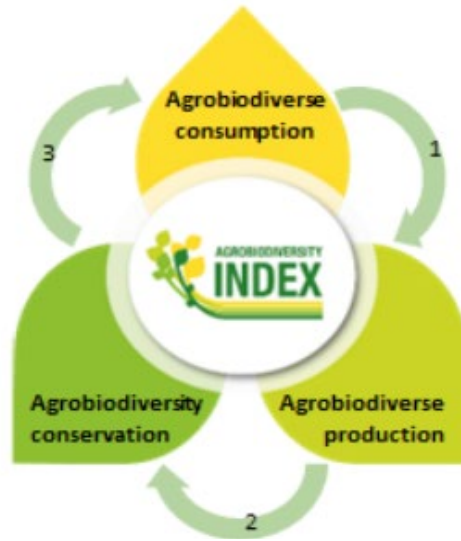 Agrobiodiverse
consumption
3
1
AGROBIODIVERSITY
INDEX
Agrobiodiversity
conservation
Agrobiodiverse
production
2